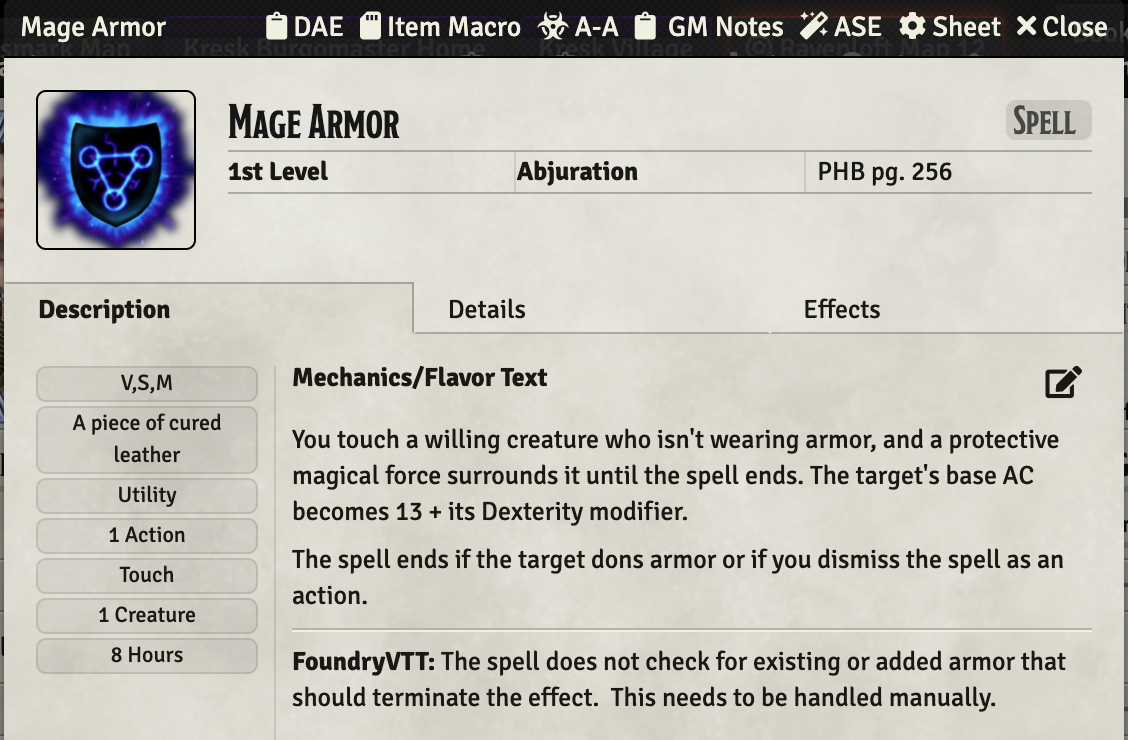 Mage Armor DAE Item Macro A-A GM Notes ASE Sheet Close
Kresk Burgomaster Home Kresk Village
Mage Armor
Spell
1st Level Abjuration PHB pg. 256
Description Details Effects
V,S,M
A piece of cured
leather
Utility
1 Action
Touch
1 Creature
8 Hours
Mechanics/Flavor Text
You touch a willing creature who isn't wearing armor, and a protective
magical force surrounds it until the spell ends. The target's base AC
becomes 13 + its Dexterity modifier.
The spell ends if the target dons armor or if you dismiss the spell as an
action.
FoundryVTT: The spell does not check for existing or added armor that
should terminate the effect.  This needs to be handled manually.